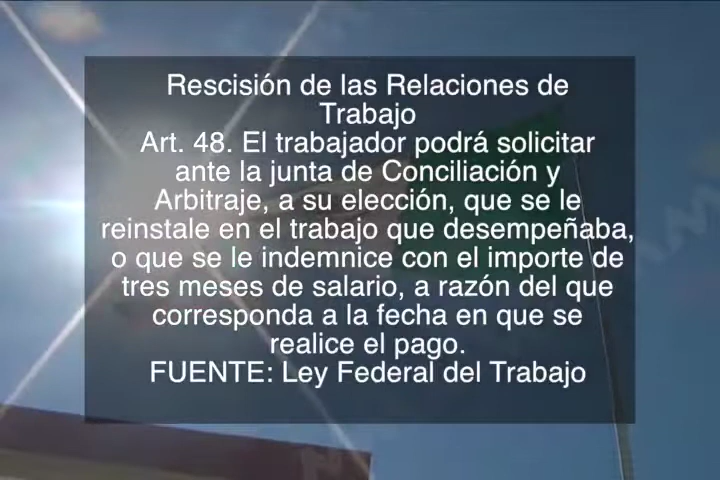 Rescisión de las Relaciones de
Trabajo
Art. 48. El trabajador podrá solicitar
ante la junta de Conciliación y
Arbitraje, a su elección, que se le
reinstale en el trabajo que desempeñaba,
o que se le indemnice con el importe de
tres meses de salario, a razón del que
corresponda a la fecha en que se
realice el pago.
FUENTE: Ley Federal del Trabajo